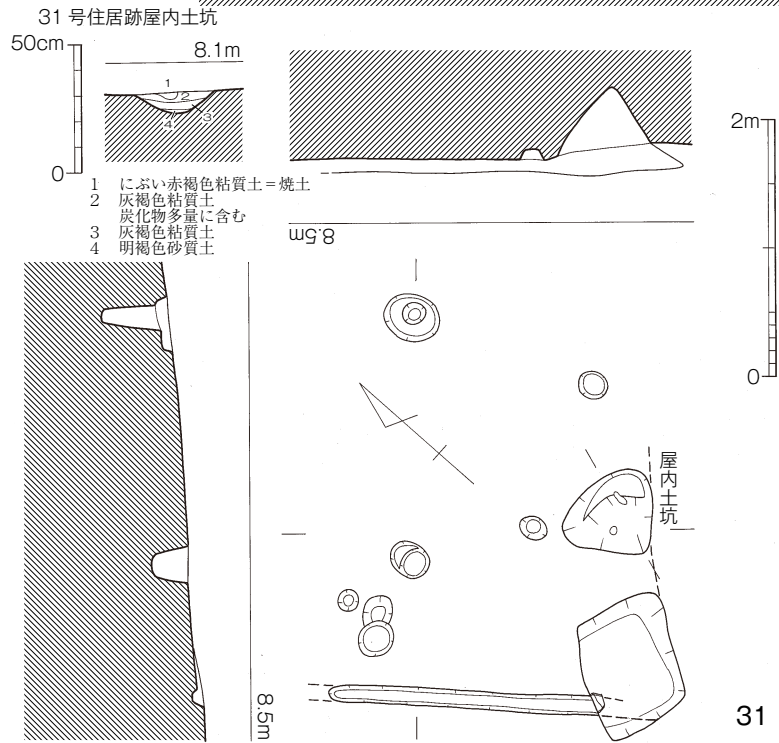 31号住居跡屋内土坑
50cm
8.1m
1
2
3
4
0
1 にぶい赤褐色粘質土=焼土
2 灰褐色粘質土
炭化物多量に含む
3 灰褐色粘質土
4 明褐色砂質土
8.5m
2m
0
屋内土坑
8.5m
31